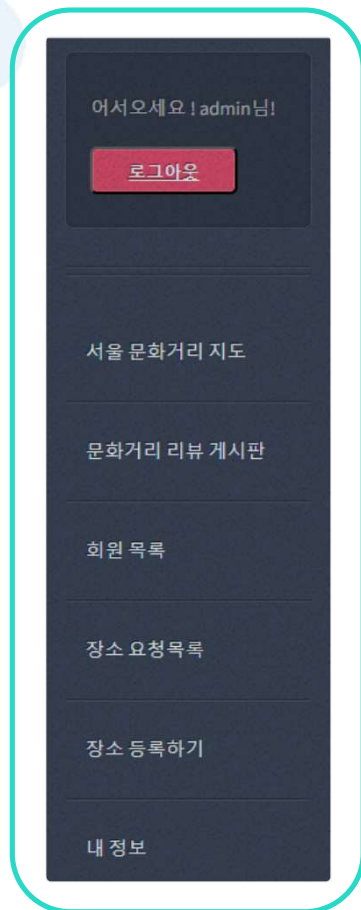 어서오세요 ! admin님!
로그아웃
서울 문화거리 지도
문화거리 리뷰 게시판
회원 목록
장소 요청목록
장소 등록하기
내 정보